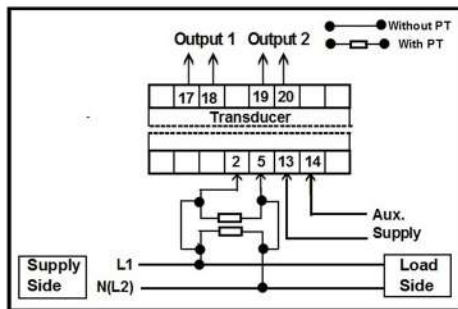 Without PT
Output 1 Output 2
With PT
17 18 19 20
Transducer
2 5 13 14
Aux.
Supply
Supply
Side
L1
N(L2)
Load
Side